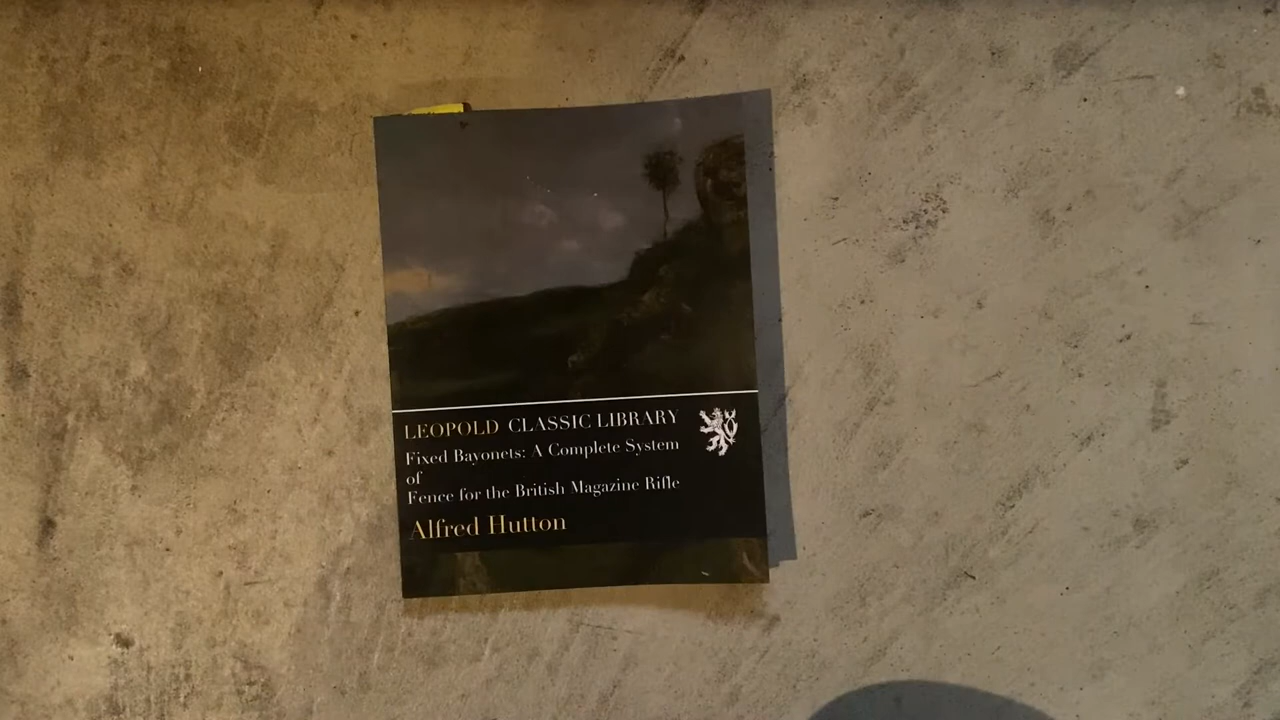 LEOPOLD CLASSIC LIBRARY
Fixed Bayonets: A Complete System
of
Fence for the British Magazine Rifle
Alfred Hutton